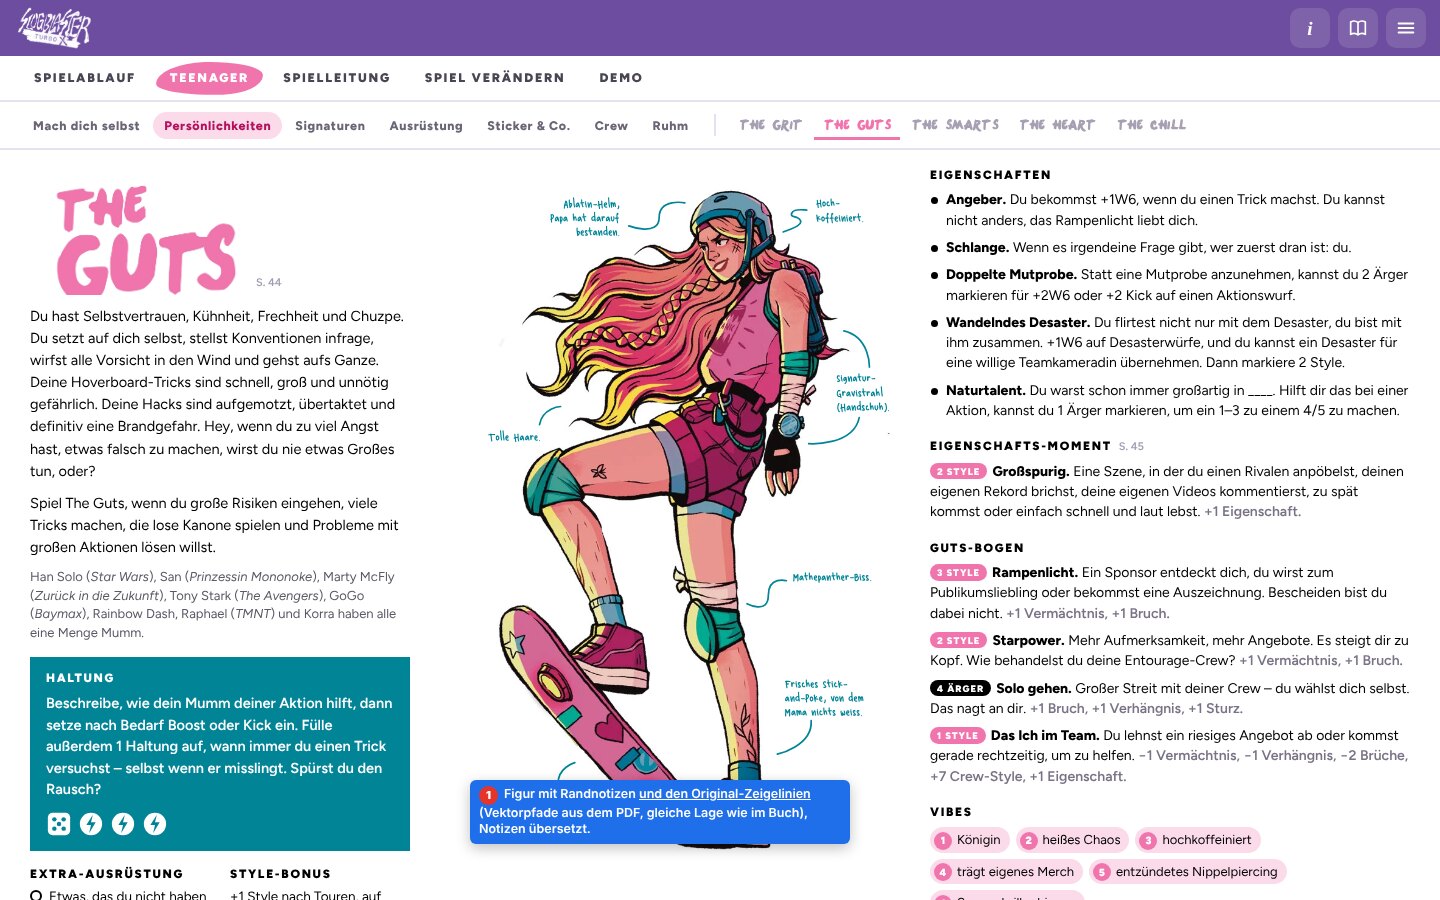 SLUGBLASTER
TURBO X
i
SPIELABLAUF
TEENAGER
SPIELLEITUNG
SPIEL VERÄNDERN
DEMO
Mach dich selbst
Persönlichkeiten
Signaturen
Ausrüstung
Sticker & Co.
Crew
Ruhm
THE GRIT
THE GUTS
THE SMARTS
THE HEART
THE CHILL
THE
GUTS
S. 44
Du hast Selbstvertrauen, Kühnheit, Frechheit und Chuzpe.
Du setzt auf dich selbst, stellst Konventionen infrage,
wirfst alle Vorsicht in den Wind und gehst aufs Ganze.
Deine Hoverboard-Tricks sind schnell, groß und unnötig
gefährlich. Deine Hacks sind aufgemotzt, übertaktet und
definitiv eine Brandgefahr. Hey, wenn du zu viel Angst
hast, etwas falsch zu machen, wirst du nie etwas Großes
tun, oder?
Spiel The Guts, wenn du große Risiken eingehen, viele
Tricks machen, die lose Kanone spielen und Probleme mit
großen Aktionen lösen willst.
Han Solo (Star Wars), San (Prinzessin Mononoke), Marty McFly
(Zurück in die Zukunft), Tony Stark (The Avengers), GoGo
(Baymax), Rainbow Dash, Raphael (TMNT) und Korra haben alle
eine Menge Mumm.
HALTUNG
Beschreibe, wie dein Mumm deiner Aktion hilft, dann
setze nach Bedarf Boost oder Kick ein. Fülle
außerdem 1 Haltung auf, wann immer du einen Trick
versuchst – selbst wenn er misslingt. Spürst du den
Rausch?
EXTRA-AUSRÜSTUNG
Etwas, das du nicht haben
STYLE-BONUS
+1 Style nach Touren, auf
Ablatin-Helm,
Papa hat darauf
bestanden.
Hoch-
koffeiniert.
Signatur-
Gravistrahl
(Handschuh).
Tolle Haare.
Mathepanther-Biss.
Frisches Stick-
and-Poke, von dem
Mama nichts weiss.
1 Figur mit Randnotizen und den Original-Zeigelinien
(Vektorpfade aus dem PDF, gleiche Lage wie im Buch),
Notizen übersetzt.
EIGENSCHAFTEN
Angeber. Du bekommst +1W6, wenn du einen Trick machst. Du kannst
nicht anders, das Rampenlicht liebt dich.
Schlange. Wenn es irgendeine Frage gibt, wer zuerst dran ist: du.
Doppelte Mutprobe. Statt eine Mutprobe anzunehmen, kannst du 2 Ärger
markieren für +2W6 oder +2 Kick auf einen Aktionswurf.
Wandelndes Desaster. Du flirtest nicht nur mit dem Desaster, du bist mit
ihm zusammen. +1W6 auf Desasterwürfe, und du kannst ein Desaster für
eine willige Teamkameradin übernehmen. Dann markiere 2 Style.
Naturtalent. Du warst schon immer großartig in ____. Hilft dir das bei einer
Aktion, kannst du 1 Ärger markieren, um ein 1–3 zu einem 4/5 zu machen.
EIGENSCHAFTS-MOMENT S. 45
2 STYLE Großspurig. Eine Szene, in der du einen Rivalen anpöbelst, deinen
eigenen Rekord brichst, deine eigenen Videos kommentierst, zu spät
kommst oder einfach schnell und laut lebst. +1 Eigenschaft.
GUTS-BOGEN
3 STYLE Rampenlicht. Ein Sponsor entdeckt dich, du wirst zum
Publikumsliebling oder bekommst eine Auszeichnung. Bescheiden bist du
dabei nicht. +1 Vermächtnis, +1 Bruch.
2 STYLE Starpower. Mehr Aufmerksamkeit, mehr Angebote. Es steigt dir zu
Kopf. Wie behandelst du deine Entourage-Crew? +1 Vermächtnis, +1 Bruch.
4 ÄRGER Solo gehen. Großer Streit mit deiner Crew – du wählst dich selbst.
Das nagt an dir. +1 Bruch, +1 Verhängnis, +1 Sturz.
1 STYLE Das Ich im Team. Du lehnst ein riesiges Angebot ab oder kommst
gerade rechtzeitig, um zu helfen. −1 Vermächtnis, −1 Verhängnis, −2 Brüche,
+7 Crew-Style, +1 Eigenschaft.
VIBES
1 Königin
2 heißes Chaos
3 hochkoffeiniert
4 trägt eigenes Merch
5 entzündetes Nippelpiercing